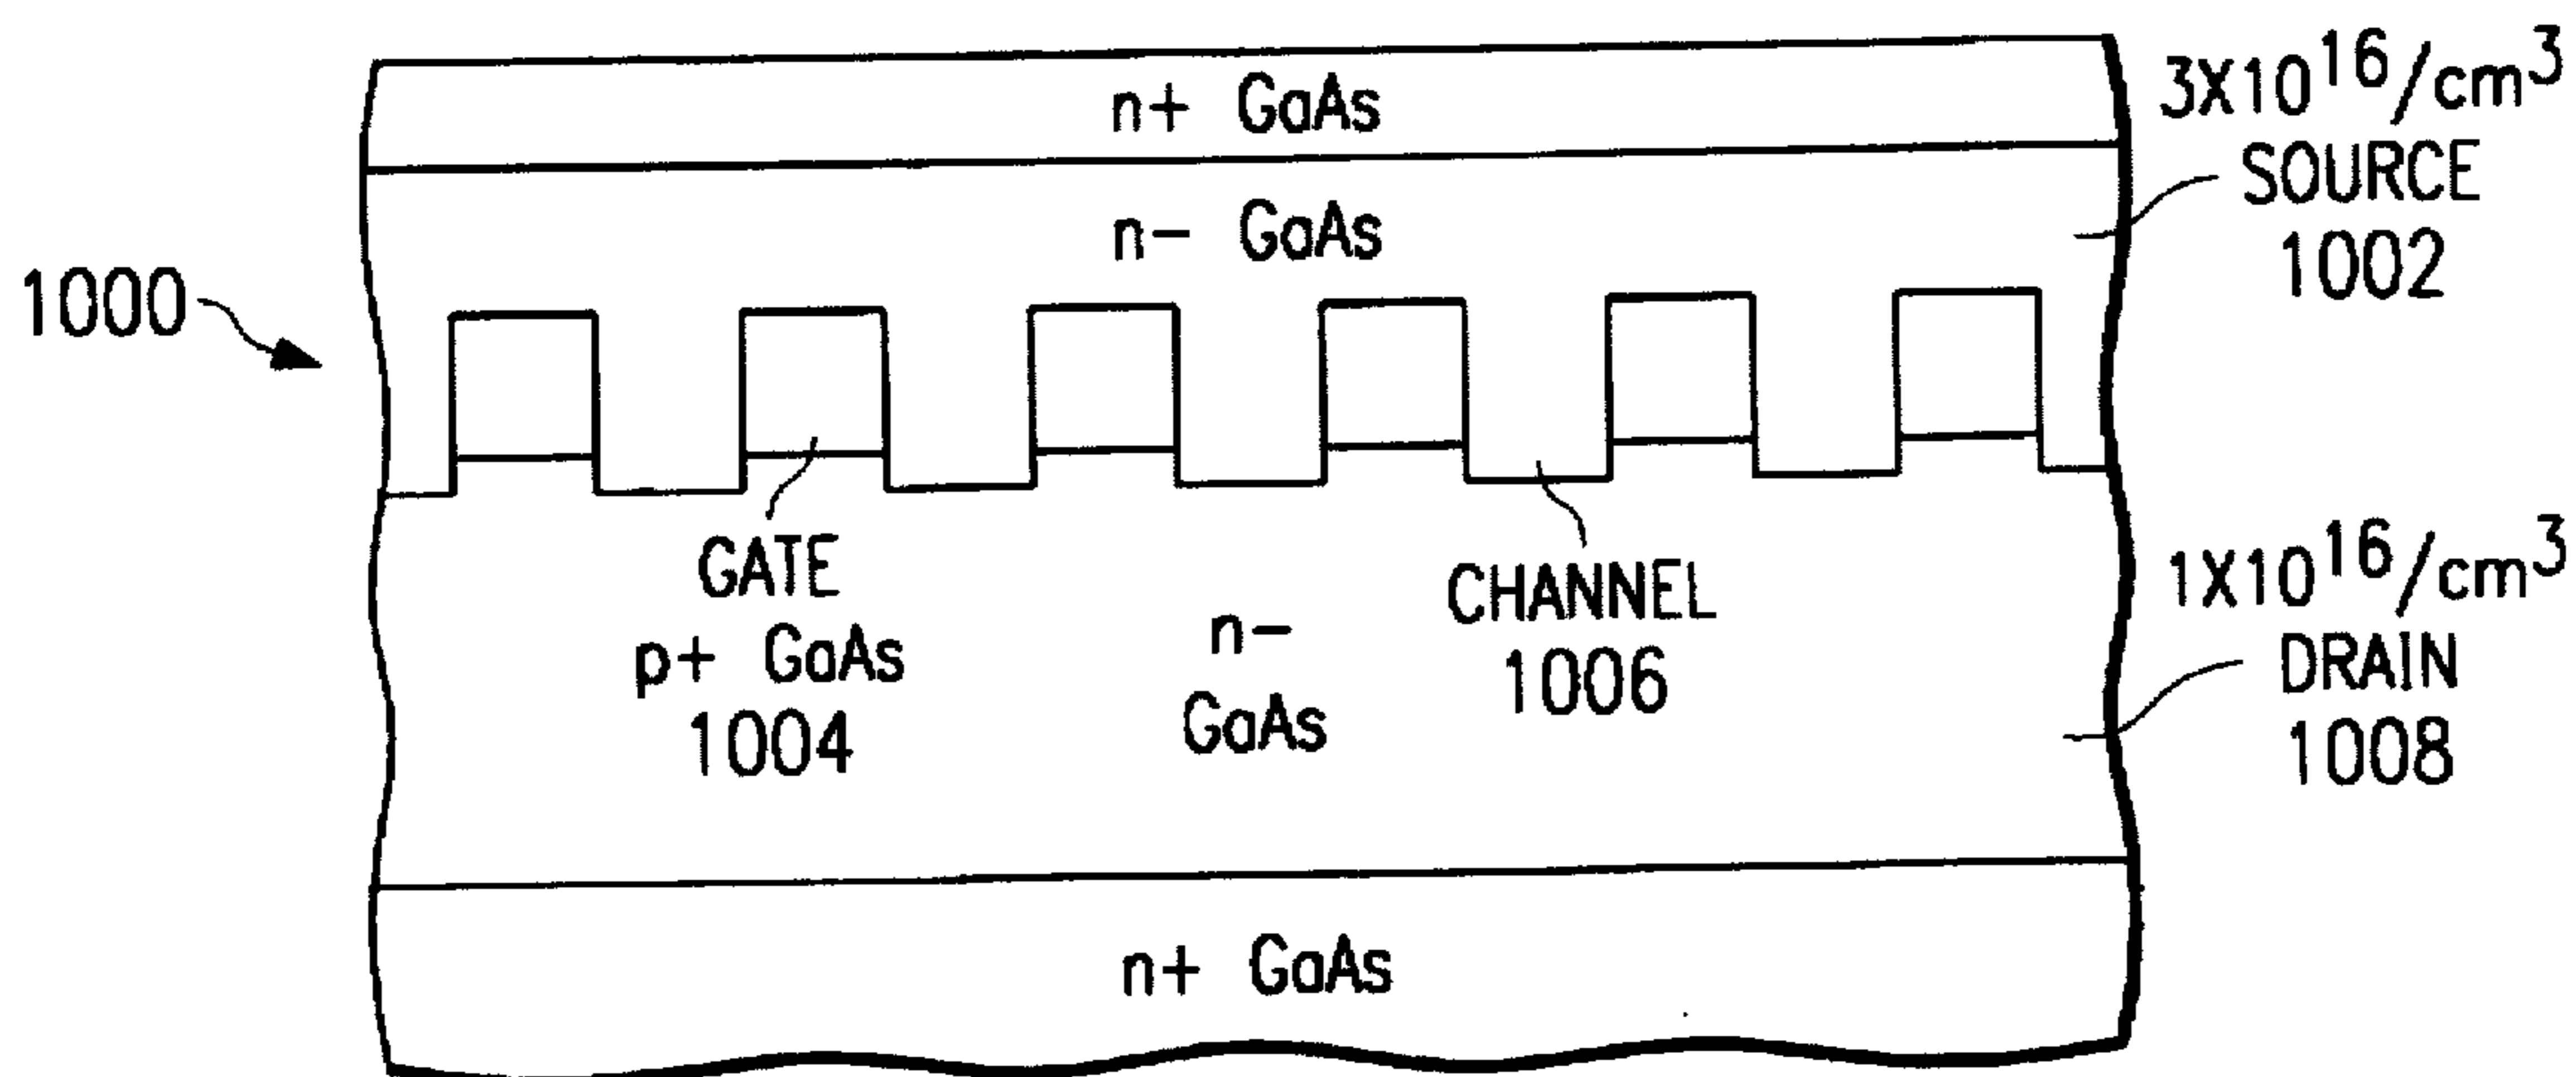 n+ GaAs
3X10^16/cm^3
SOURCE
1002
n- GaAs
1000
GATE
p+ GaAs
1004
n-
GaAs
CHANNEL
1006
1X10^16/cm^3
DRAIN
1008
n+ GaAs